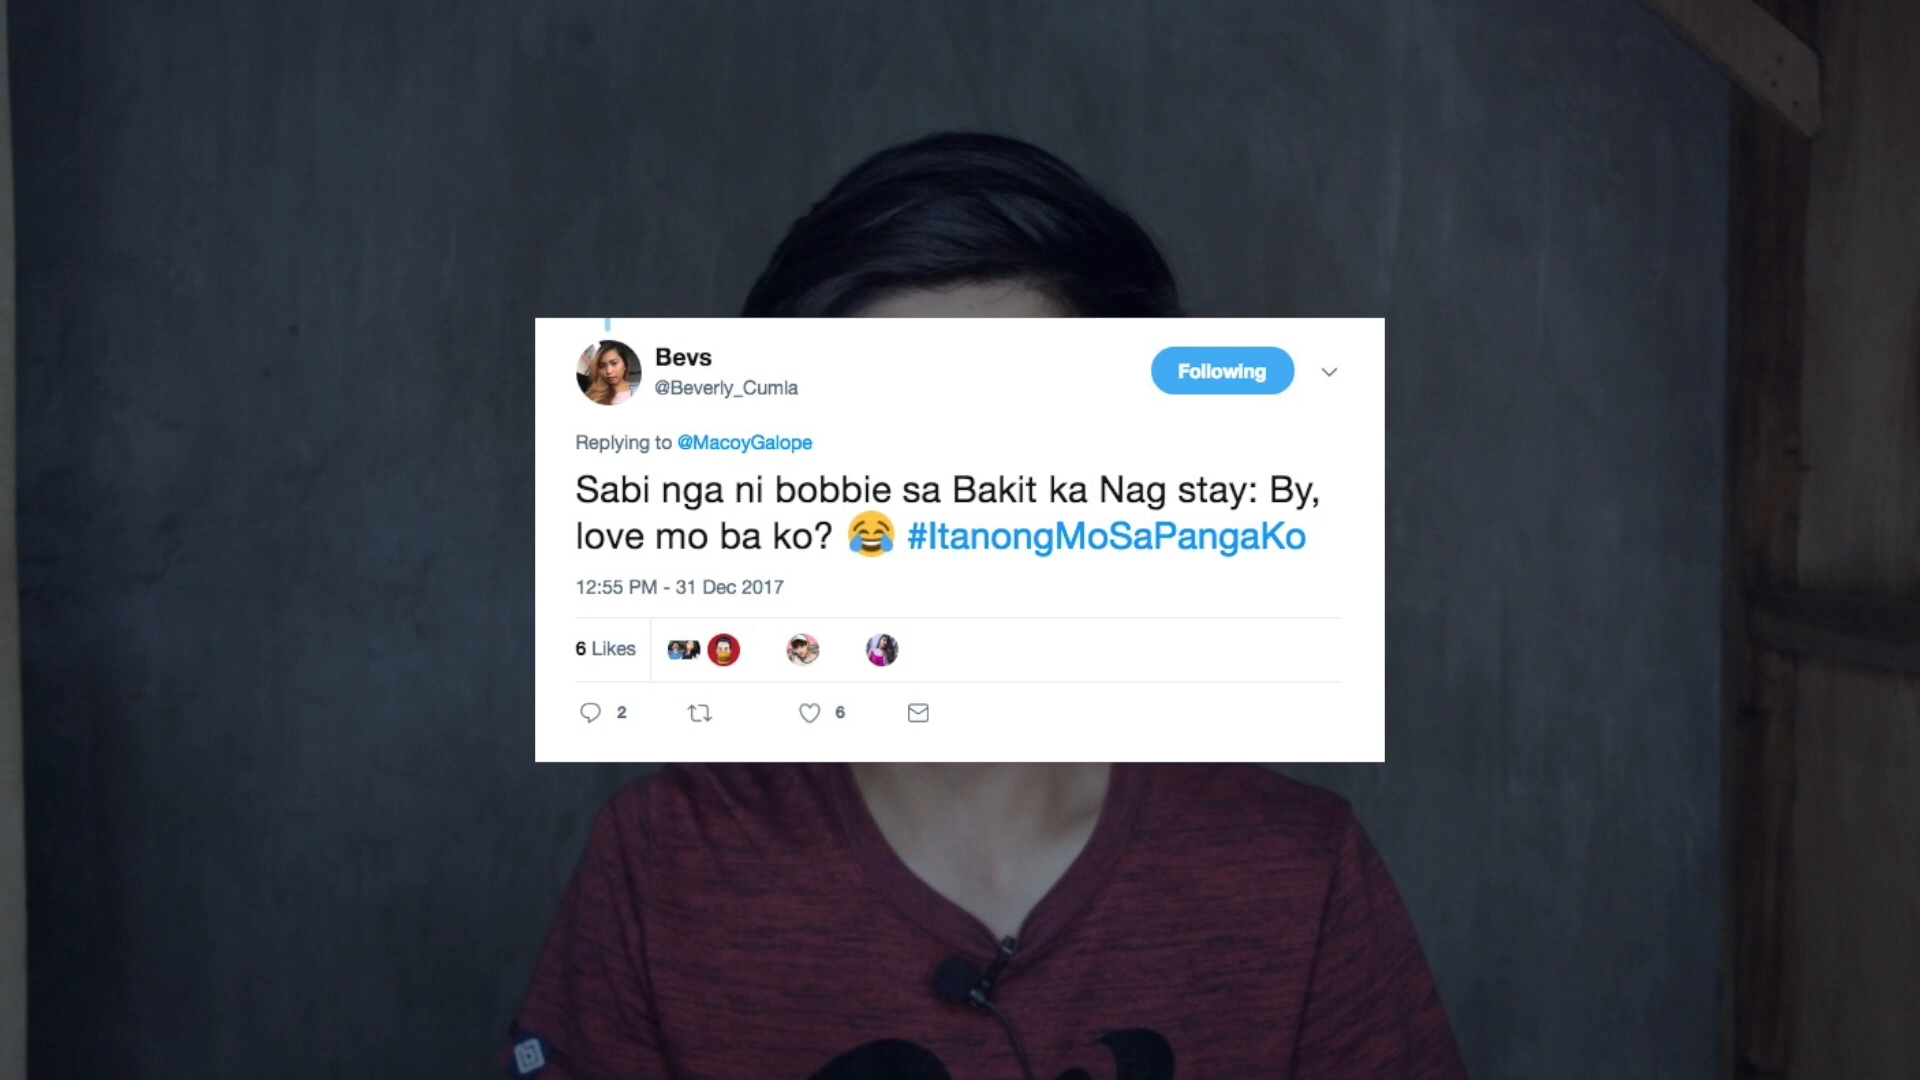 Bevs
@Beverly_Cumla
Following
Replying to @MacoyGalope
Sabi nga ni bobbie sa Bakit ka Nag stay: By,
love mo ba ko? 😂 #ItanongMoSaPangaKo
12:55 PM - 31 Dec 2017
6 Likes
2
6